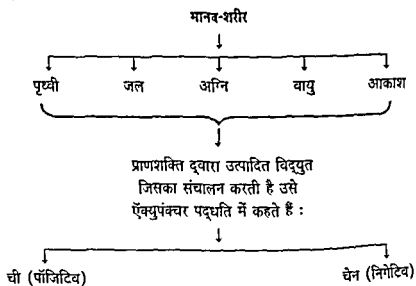 मानव-शरीर
पृथ्वी जल अग्नि वायु आकाश
प्राणशक्ति द्वारा उत्पादित विद्युत
जिसका संचालन करती है उसे
ऍक्युपंक्चर पद्धति में कहते हैं :
ची (पॉजिटिव) चेन (निगेटिव)